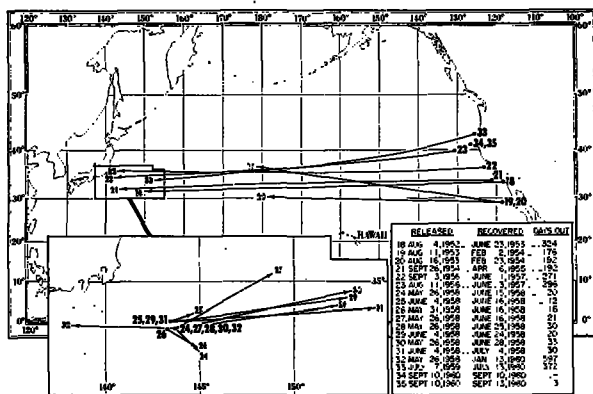 120° 130° 140° 150° 160° 170° 180° 170° 160° 150° 140° 130° 120° 110° 100°
60°
50°
40°
30°
20°
10°
33
34,35
23
22
21
18
19,20
HAWAII
35°
25,29,31
24,27,28,30,32
26
32
140° 145° 150°
RELEASED RECOVERED DAYS OUT
18 AUG 4, JUNE 23, 1953 324
19 AUG 11, 1953 FEB 2, 1954
20 AUG 16, 1953 FEB 23, 1954
21 SEPT 26, 1954 APR 6, 1955 192
22 SEPT 3, 1956 JUNE 1, 1957 271
23 AUG 11, JUNE 3, 1957 296
24 MAY 26, 1958 JUNE 15, 1958 20
25 JUNE 4, 1958 JUNE 16, 1958 12
26 MAY 31, 1958 JUNE 16, 1958 16
27 MAY 26, 1958 JUNE 16, 1958 21
28 MAY 26, 1958 JUNE 25, 1958 30
29 JUNE 4, 1958 JUNE 24, 1958 20
30 MAY 26, 1958 JUNE 28, 1958 33
31 JUNE 4, 1958 JULY 4, 1958 30
32 MAY 26, 1958 JAN 13, 1960 597
33 JULY 7, 1959 JULY 13, 1960 372
34 SEPT 10, 1960 SEPT 10, 1960 -
35 SEPT 10, 1960 SEPT 13, 1960 3
120° 130° 100°